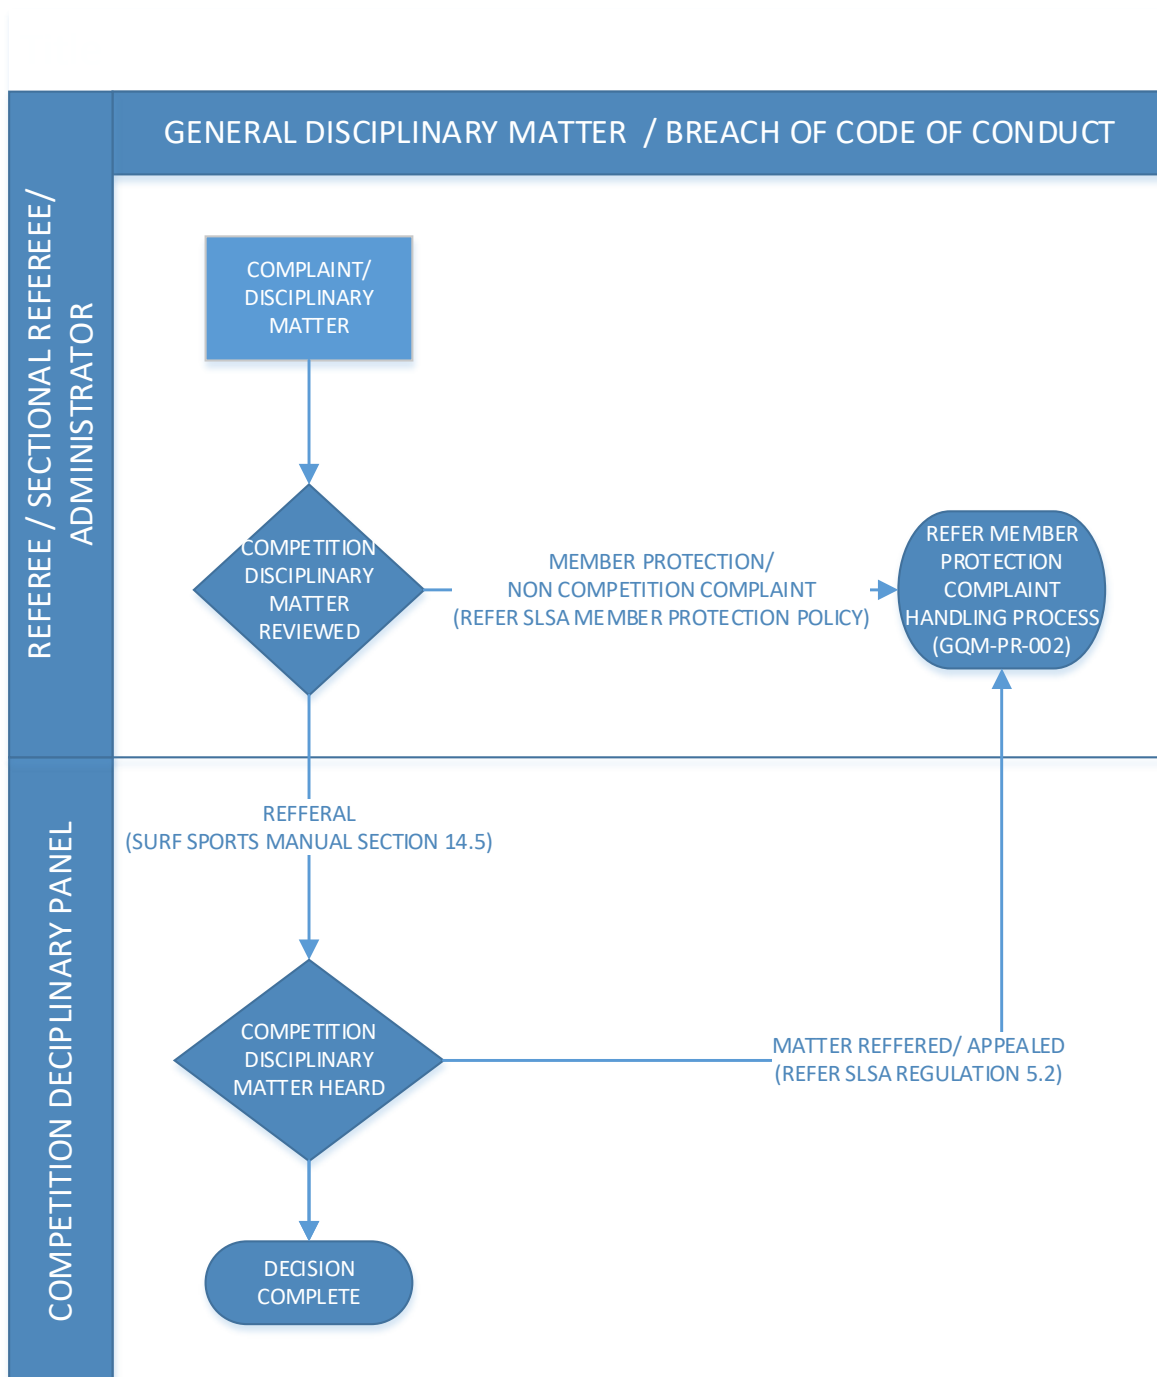 GENERAL DISCIPLINARY MATTER / BREACH OF CODE OF CONDUCT
REFEREE / SECTIONAL REFEREEE/
ADMINISTRATOR
COMPLAINT/
DISCIPLINARY
MATTER
COMPETITION
DISCIPLINARY
MATTER
REVIEWED
MEMBER PROTECTION/
NON COMPETITION COMPLAINT
(REFER SLSA MEMBER PROTECTION POLICY)
REFER MEMBER
PROTECTION
COMPLAINT
HANDLING PROCESS
(GQM-PR-002)
COMPETITION DECIPLINARY PANEL
REFFERAL
(SURF SPORTS MANUAL SECTION 14.5)
COMPETITION
DISCIPLINARY
MATTER HEARD
MATTER REFFERED/ APPEALED
(REFER SLSA REGULATION 5.2)
DECISION
COMPLETE